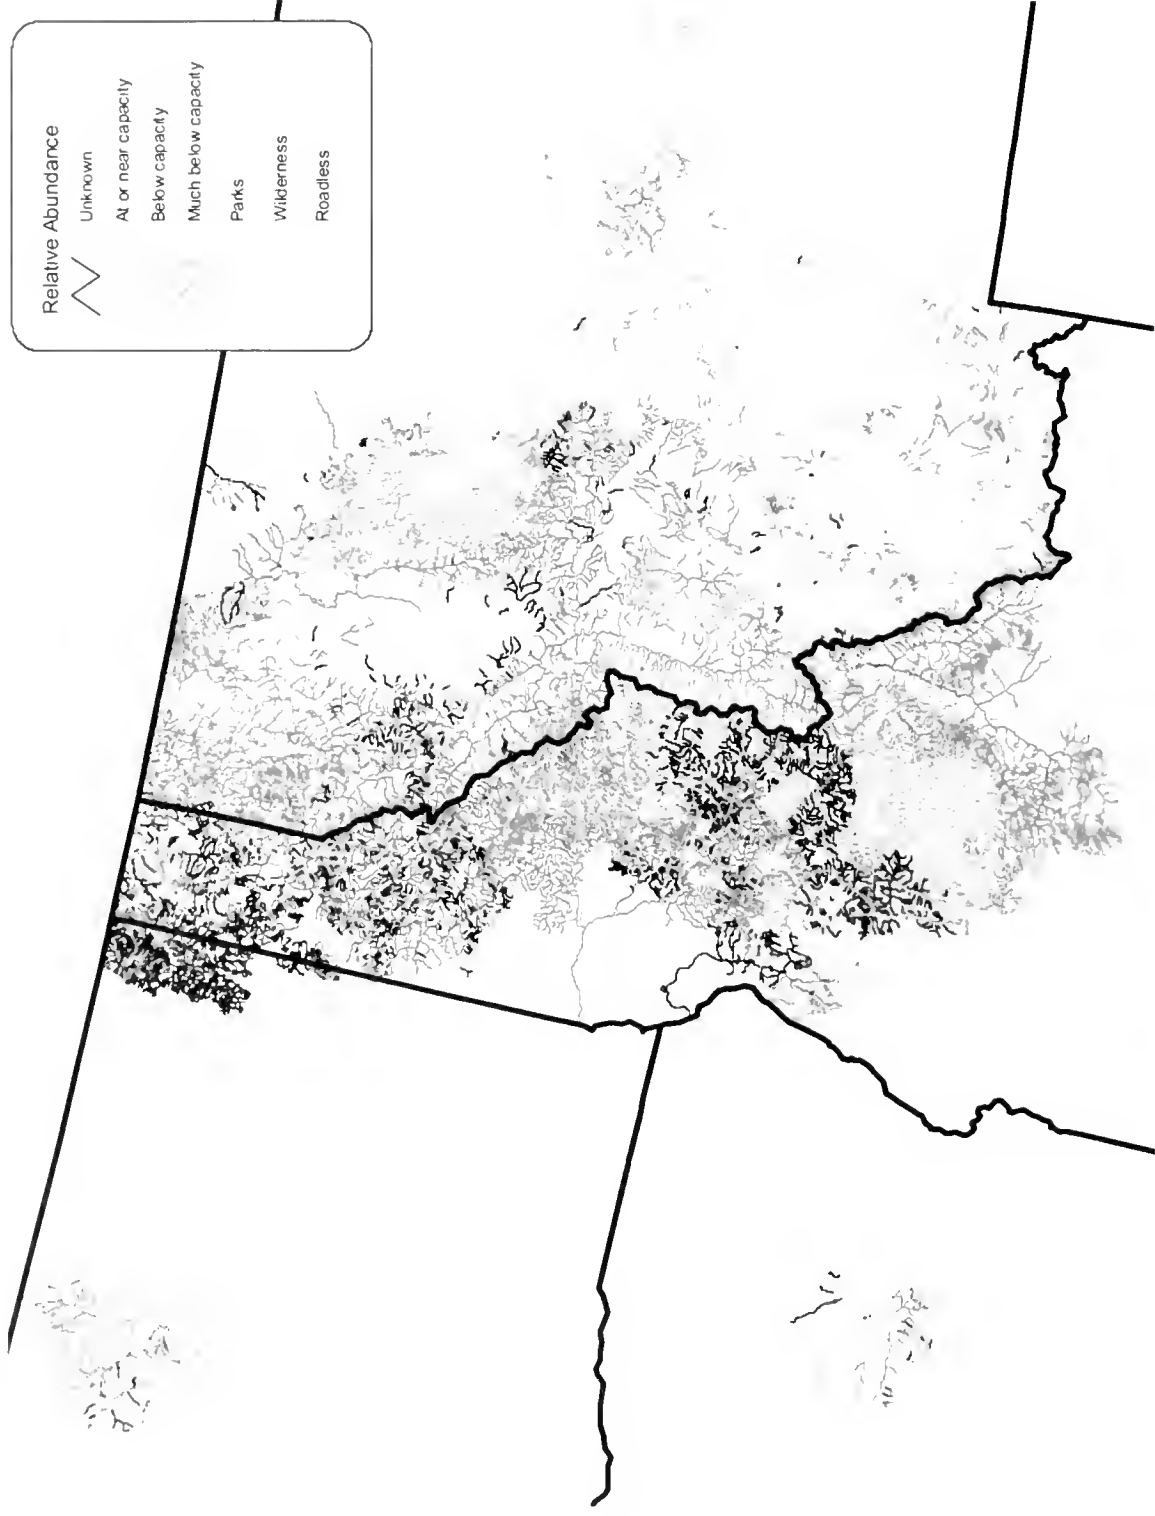 Relative Abundance
Unknown
At or near capacity
Below capacity
Much below capacity
Parks
Wilderness
Roadless